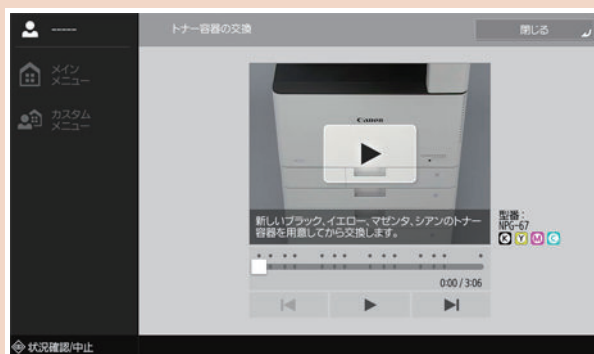 -----
トナー容器の交換
閉じる
メイン
メニュー
カスタム
メニュー
Canon
新しいブラック、イエロー、マゼンタ、シアンのトナー
容器を用意してから交換します。
型番：
NPG-67
K Y M C
0:00 / 3:06
状況確認/中止